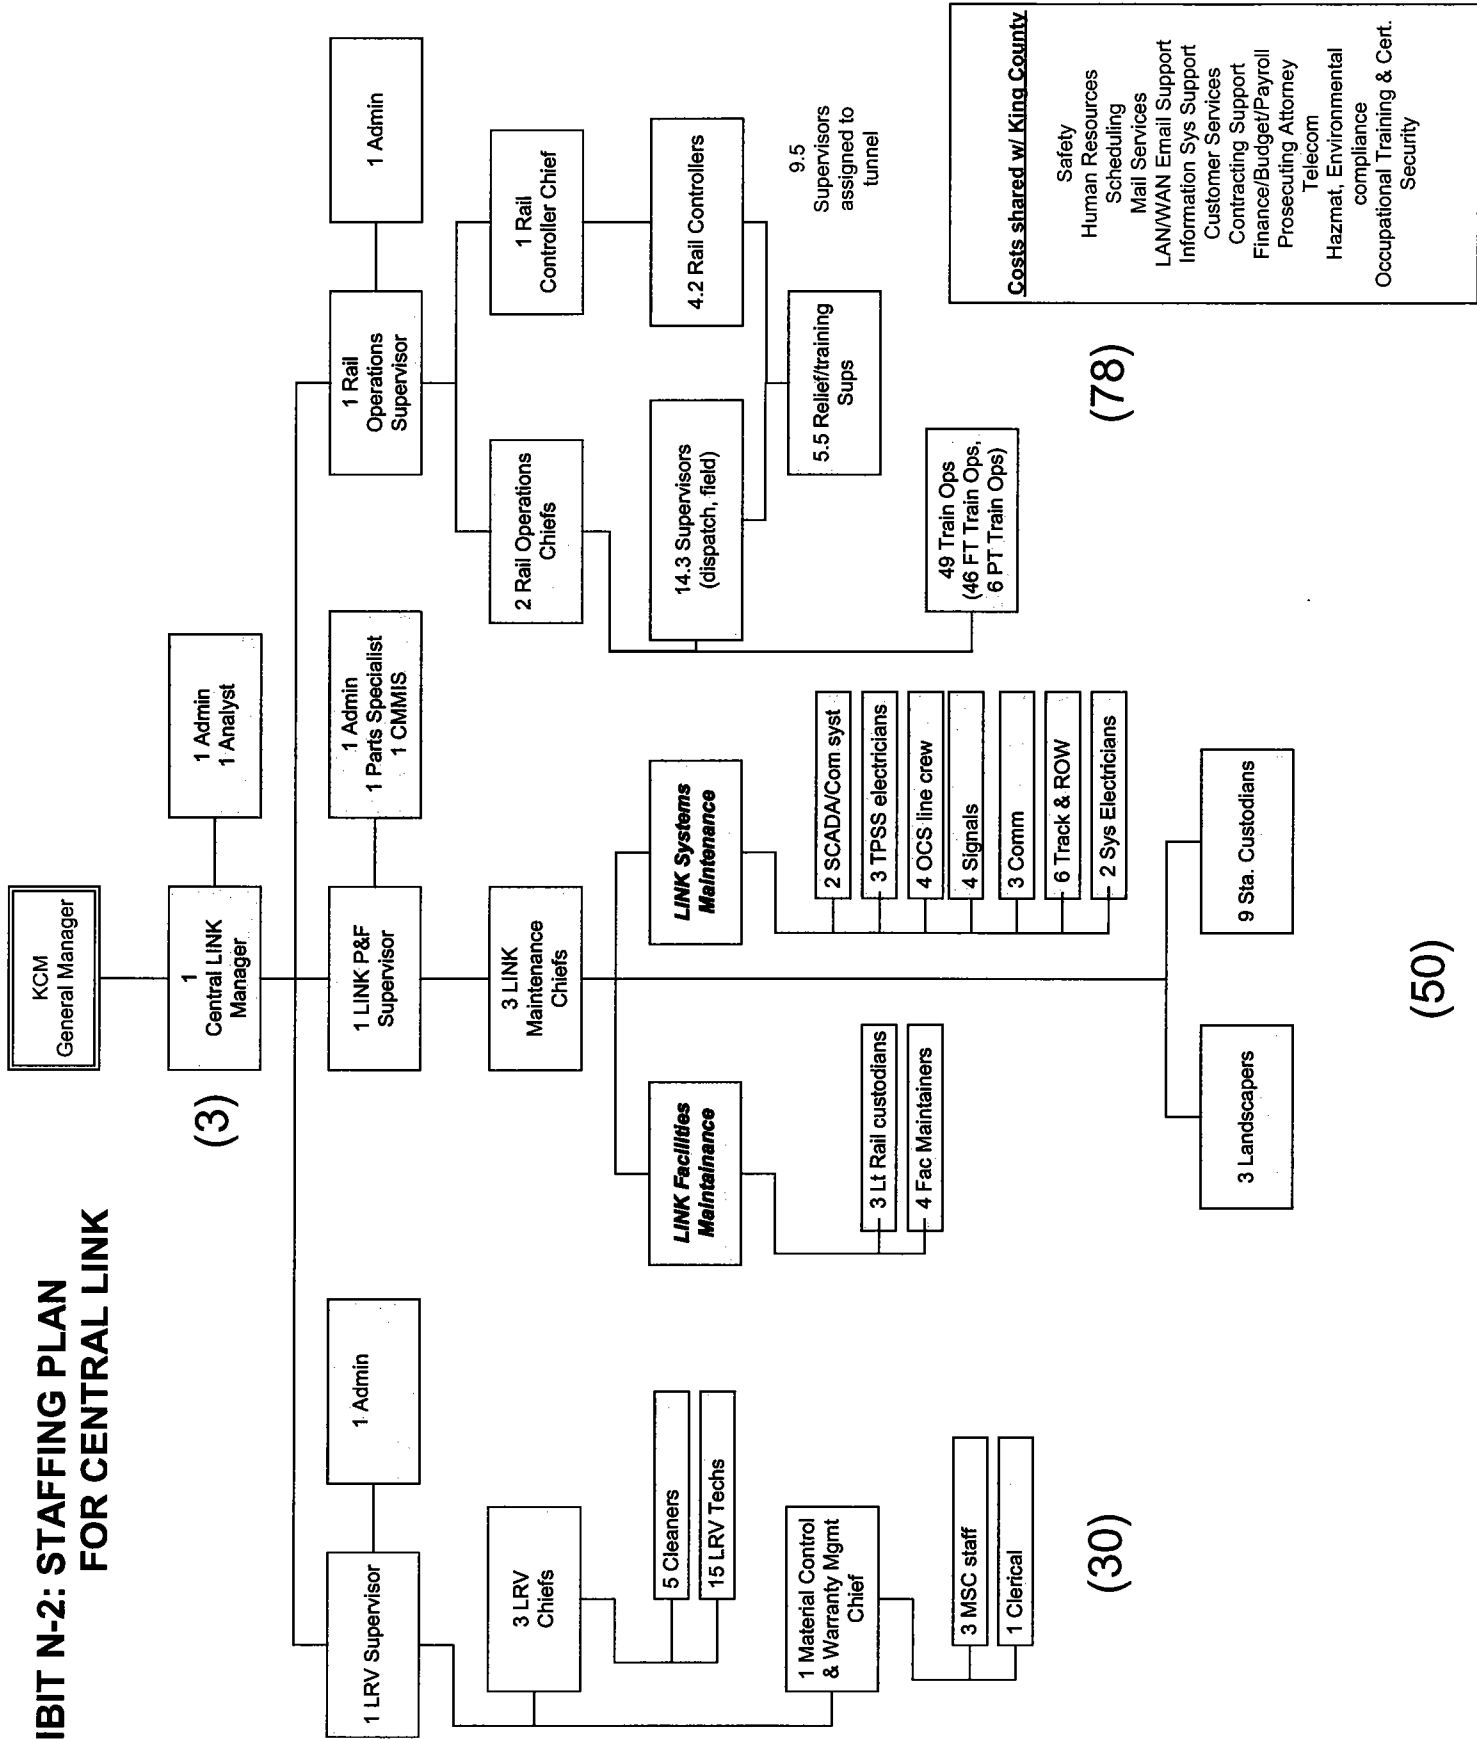 IBIT N-2: STAFFING PLAN
FOR CENTRAL LINK
KCM
General Manager
1
Central LINK
Manager
(3)
1 Admin
1 Analyst
1 LRV Supervisor
1 Admin
3 LRV
Chiefs
5 Cleaners
15 LRV Techs
1 Material Control
& Warranty Mgmt
Chief
3 MSC staff
1 Clerical
(30)
1 LINK P&F
Supervisor
1 Admin
1 Parts Specialist
1 CMMIS
3 LINK
Maintenance
Chiefs
LINK Facilities
Maintainance
3 Lt Rail custodians
4 Fac Maintainers
LINK Systems
Maintenance
2 SCADA/Com syst
3 TPSS electricians
4 OCS line crew
4 Signals
3 Comm
6 Track & ROW
2 Sys Electricians
3 Landscapers
9 Sta. Custodians
(50)
1 Rail
Operations
Supervisor
1 Admin
2 Rail Operations
Chiefs
1 Rail
Controller Chief
14.3 Supervisors
(dispatch, field)
4.2 Rail Controllers
5.5 Relief/training
Sups
9.5
Supervisors
assigned to
tunnel
49 Train Ops
(46 FT Train Ops,
6 PT Train Ops)
(78)
Costs shared w/ King County
Safety
Human Resources
Scheduling
Mail Services
LAN/WAN Email Support
Information Sys Support
Customer Services
Contracting Support
Finance/Budget/Payroll
Prosecuting Attorney
Telecom
Hazmat, Environmental
compliance
Occupational Training & Cert.
Security